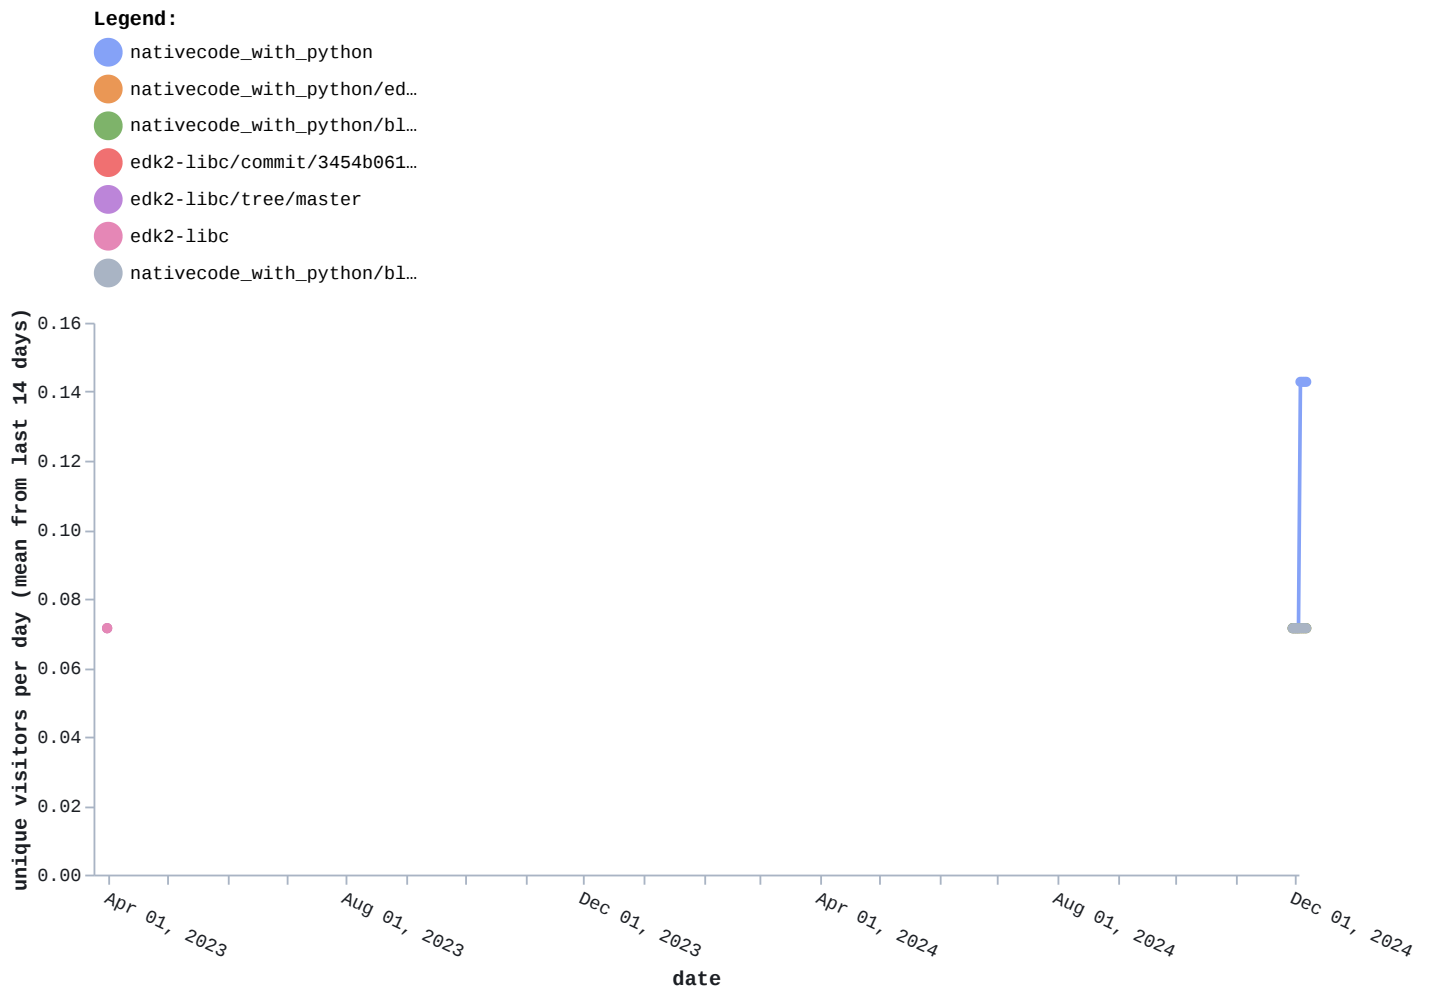 Legend:
nativecode_with_python
nativecode_with_python/ed…
nativecode_with_python/bl…
edk2-libc/commit/3454b061…
edk2-libc/tree/master
edk2-libc
nativecode_with_python/bl…
unique visitors per day (mean from last 14 days)
0.16
0.14
0.12
0.10
0.08
0.06
0.04
0.02
0.00
Apr 01, 2023
Aug 01, 2023
Dec 01, 2023
Apr 01, 2024
Aug 01, 2024
Dec 01, 2024
date